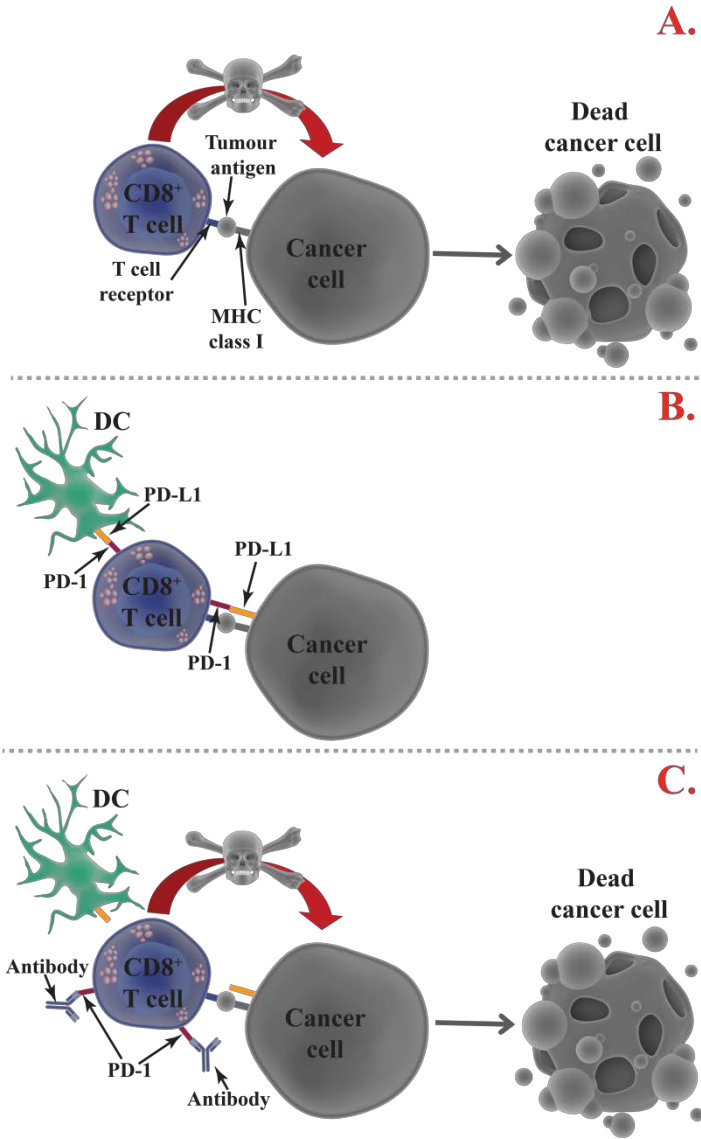 A.
Dead
cancer cell
Tumour
antigen
CD8⁺
T cell
Cancer
cell
T cell
receptor
MHC
class I
B.
DC
PD-L1
PD-L1
PD-1
CD8⁺
T cell
PD-1
Cancer
cell
C.
DC
Dead
cancer cell
Antibody
CD8⁺
T cell
Cancer
cell
PD-1
Antibody